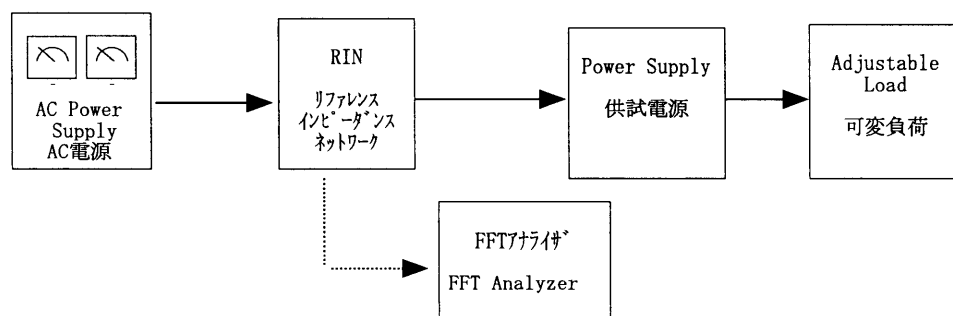 AC Power
Supply
AC電源
RIN
リファレンス
インピーダンス
ネットワーク
Power Supply
供試電源
Adjustable
Load
可変負荷
FFTアナライザ
FFT Analyzer